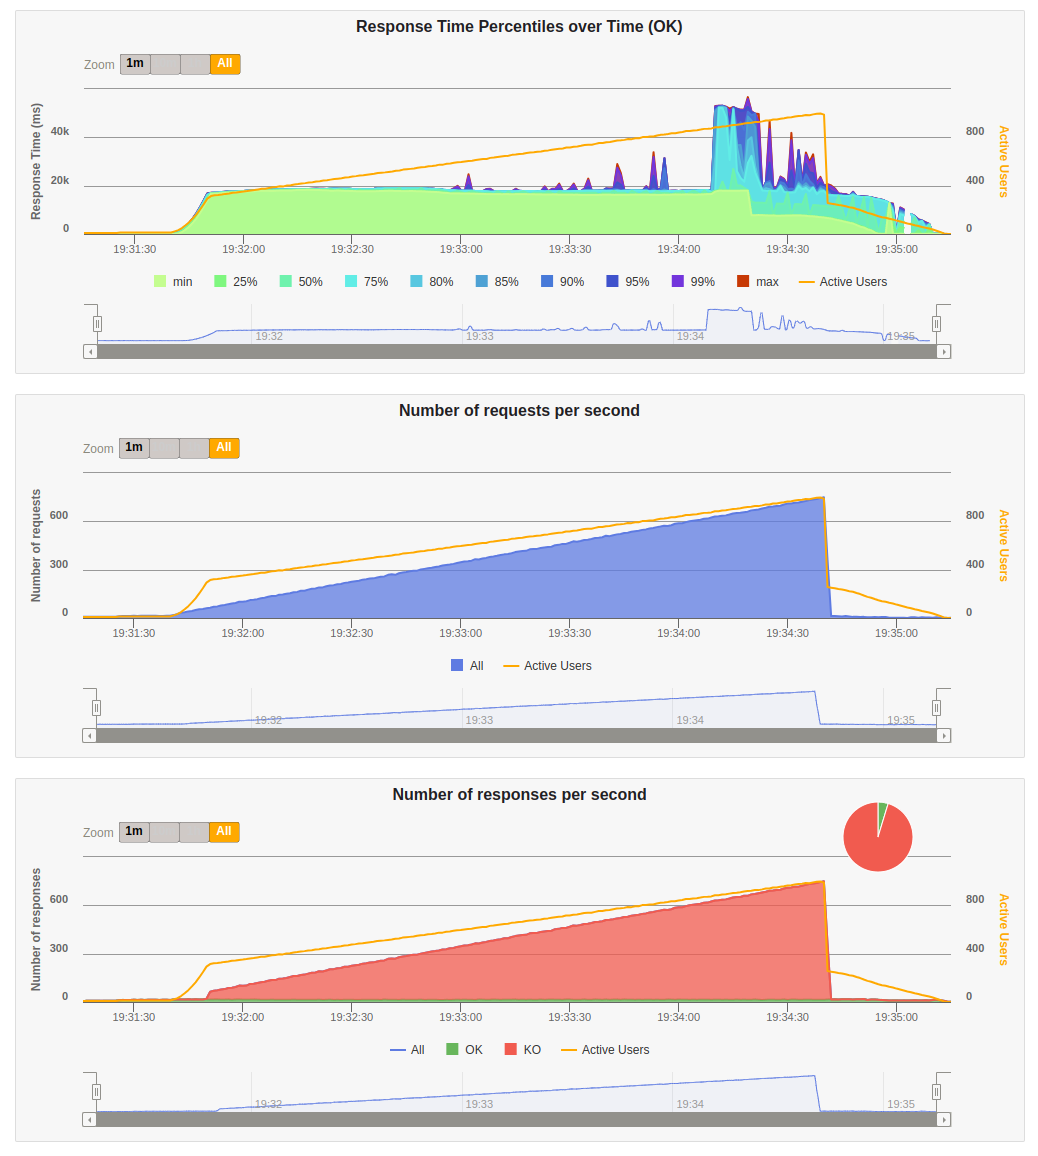 Response Time Percentiles over Time (OK)
Zoom 1m All
Response Time (ms)
40k
20k
0
800
400
0
Active Users
19:31:30 19:32:00 19:32:30 19:33:00 19:33:30 19:34:00 19:34:30 19:35:00
min 25% 50% 75% 80% 85% 90% 95% 99% max Active Users
19:32 19:33 19:34 19:35
Number of requests per second
Zoom 1m All
Number of requests
600
300
0
800
400
0
Active Users
19:31:30 19:32:00 19:32:30 19:33:00 19:33:30 19:34:00 19:34:30 19:35:00
All Active Users
19:32 19:33 19:34 19:35
Number of responses per second
Zoom 1m All
Number of responses
600
300
0
800
400
0
Active Users
19:31:30 19:32:00 19:32:30 19:33:00 19:33:30 19:34:00 19:34:30 19:35:00
All OK KO Active Users
19:32 19:33 19:34 19:35